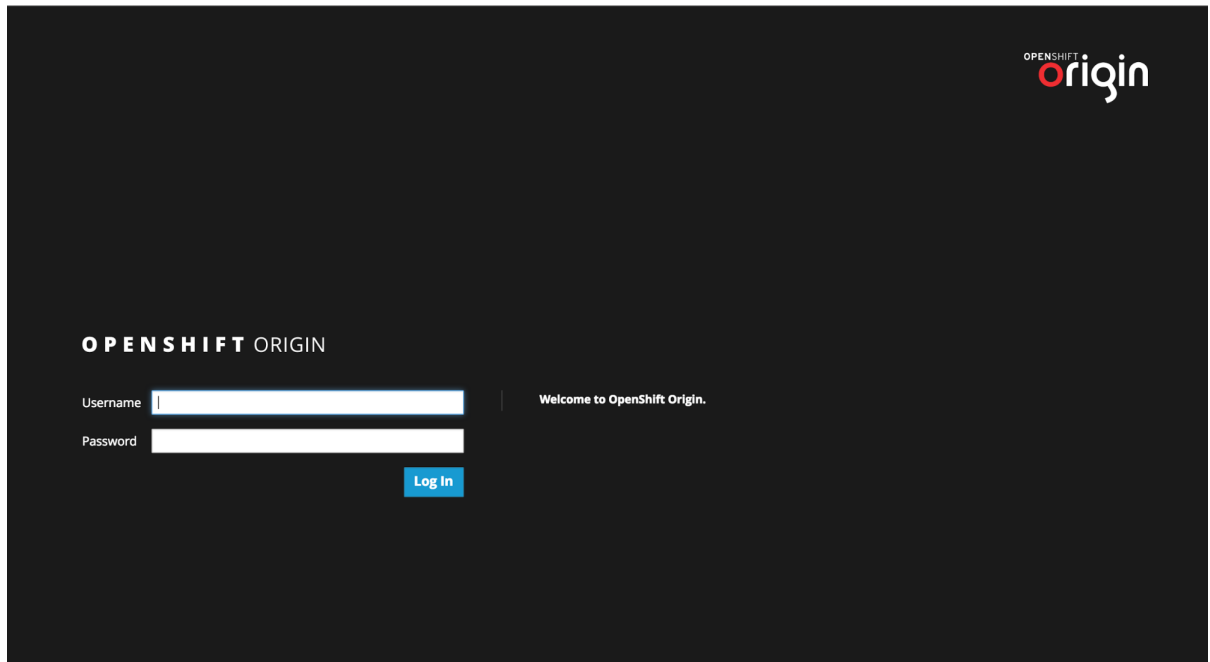 OPENSHIFT
origin
OPENSHIFT ORIGIN
Username
Welcome to OpenShift Origin.
Password
Log In